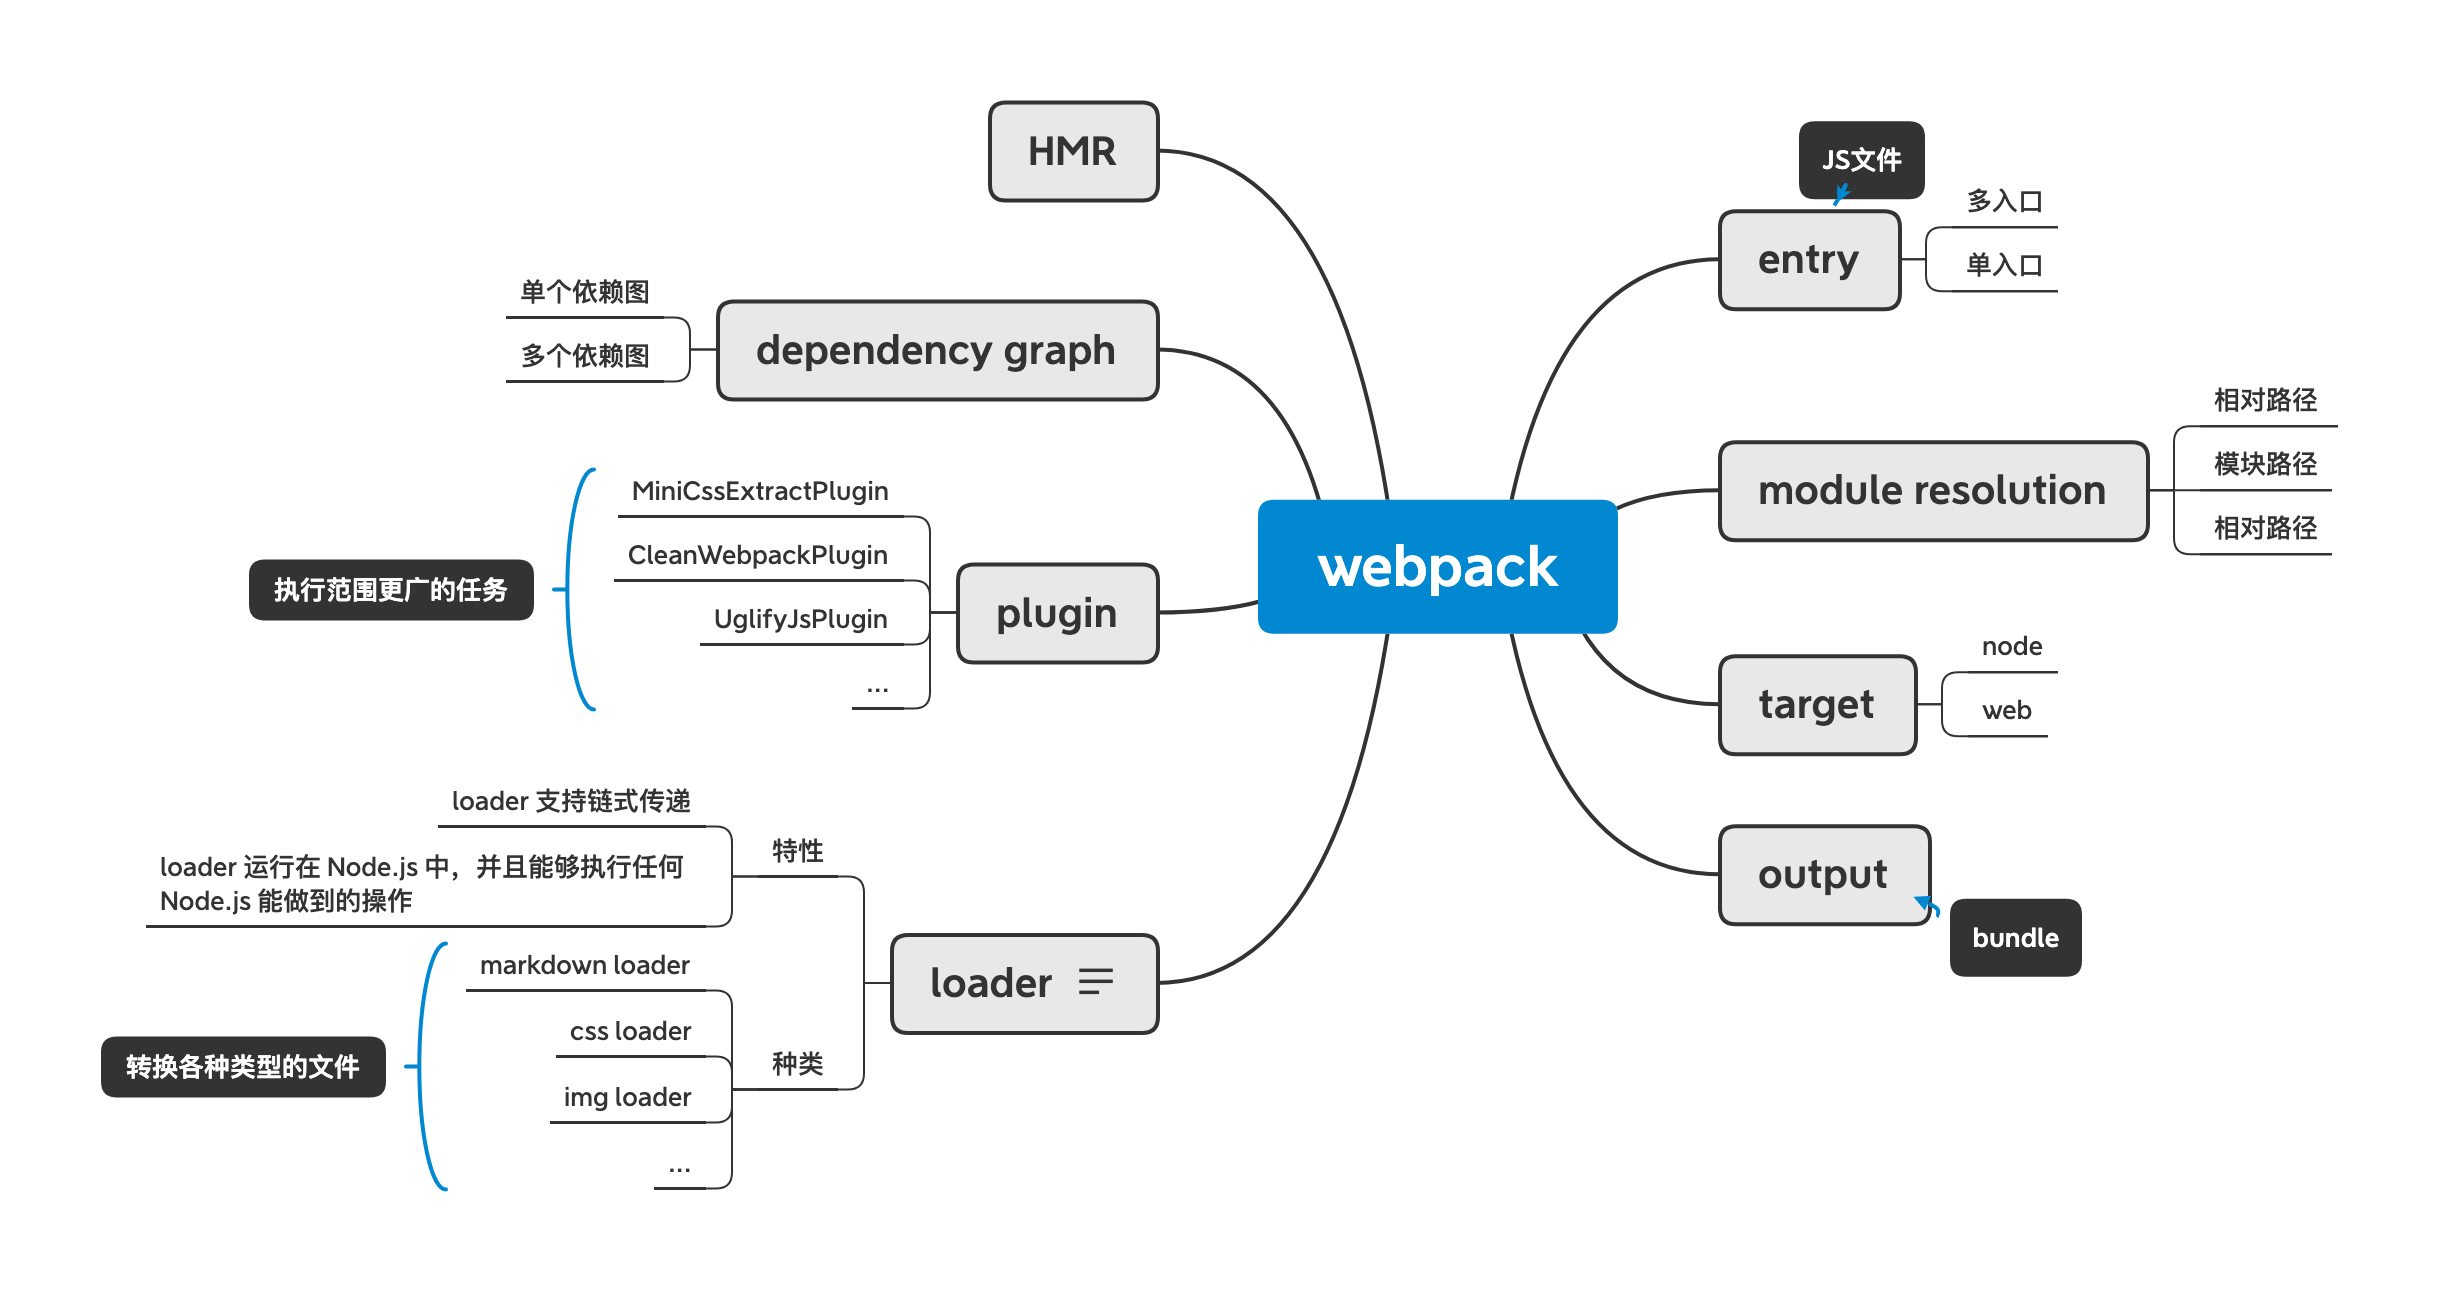 webpack
HMR
dependency graph
单个依赖图
多个依赖图
plugin
MiniCssExtractPlugin
CleanWebpackPlugin
UglifyJsPlugin
...
执行范围更广的任务
loader
特性
loader 支持链式传递
loader 运行在 Node.js 中，并且能够执行任何
Node.js 能做到的操作
种类
markdown loader
css loader
img loader
...
转换各种类型的文件
JS文件
entry
多入口
单入口
module resolution
相对路径
模块路径
相对路径
target
node
web
output
bundle